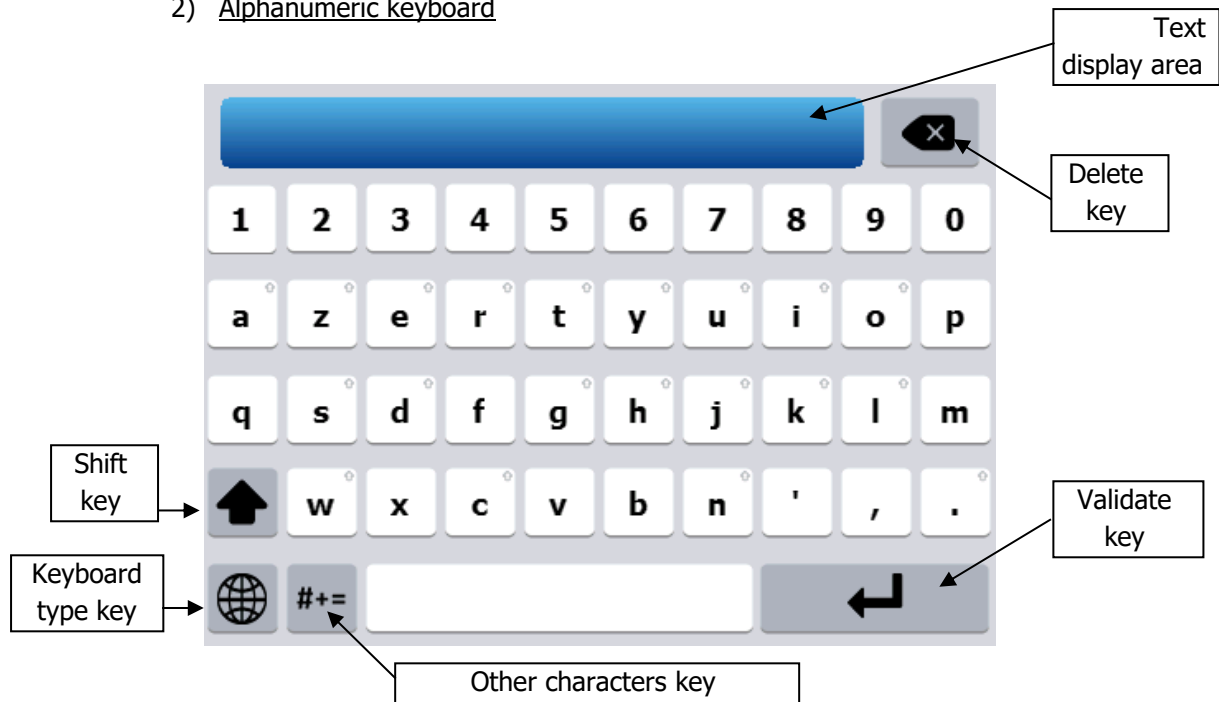 2) Alphanumeric keyboard
Text
display area
Delete
key
1 2 3 4 5 6 7 8 9 0
a z e r t y u i o p
q s d f g h j k l m
Shift
key
w x c v b n ' , .
Validate
key
Keyboard
type key
#+=
Other characters key